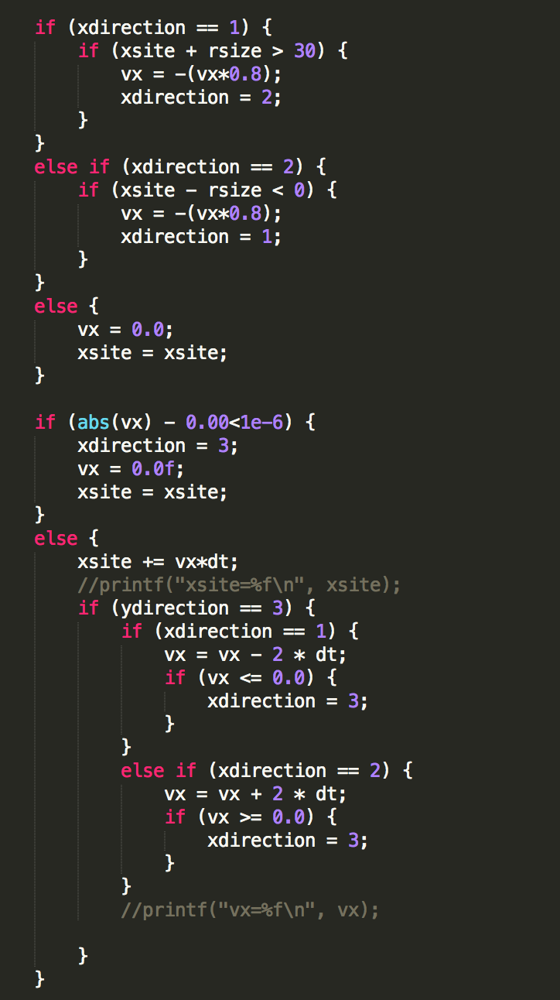 if (xdirection == 1) {
    if (xsite + rsize > 30) {
        vx = -(vx*0.8);
        xdirection = 2;
    }
}
else if (xdirection == 2) {
    if (xsite - rsize < 0) {
        vx = -(vx*0.8);
        xdirection = 1;
    }
}
else {
    vx = 0.0;
    xsite = xsite;
}

if (abs(vx) - 0.00<1e-6) {
    xdirection = 3;
    vx = 0.0f;
    xsite = xsite;
}
else {
    xsite += vx*dt;
    //printf("xsite=%f\n", xsite);
    if (ydirection == 3) {
        if (xdirection == 1) {
            vx = vx - 2 * dt;
            if (vx <= 0.0) {
                xdirection = 3;
            }
        }
        else if (xdirection == 2) {
            vx = vx + 2 * dt;
            if (vx >= 0.0) {
                xdirection = 3;
            }
        }
        //printf("vx=%f\n", vx);

    }
}